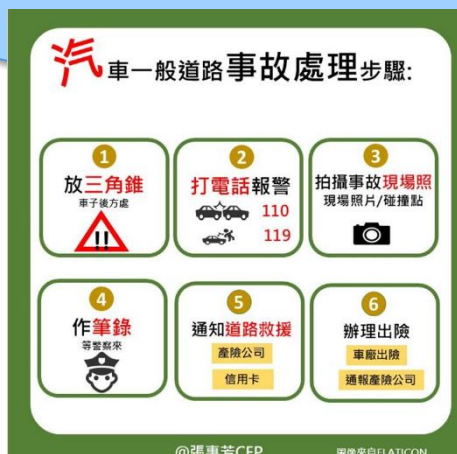 汽車一般道路事故處理步驟:
1
放三角錐
車子後方處
!!
2
打電話報警
110
119
3
拍攝事故現場照
現場照片/碰撞點
4
作筆錄
等警察來
5
通知道路救援
產險公司
信用卡
6
辦理出險
車廠出險
通報產險公司
@張惠芳CFP
圖像來自FLATICON